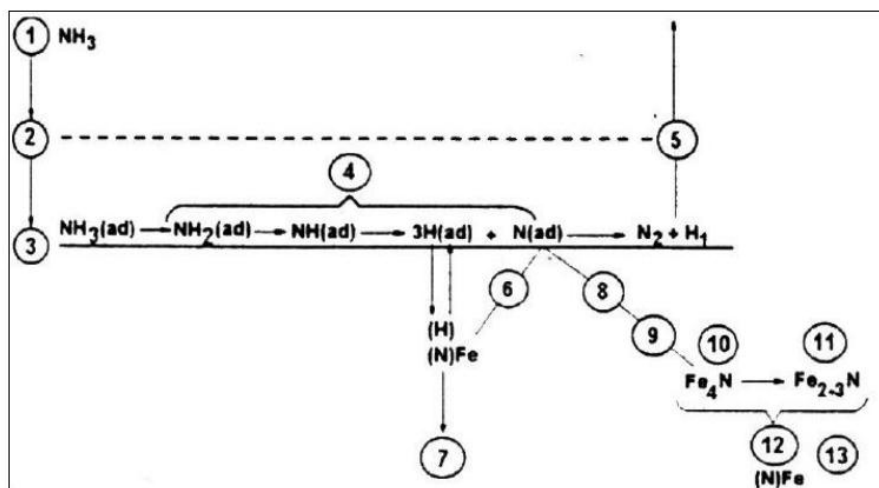 1 NH3
2 5
4
3 NH3(ad) NH2(ad) NH(ad) 3H(ad) + N(ad) N2 + H1
6 8
(H) 9 10 11
(N)Fe
Fe4N Fe2-3N
7 12 13
(N)Fe